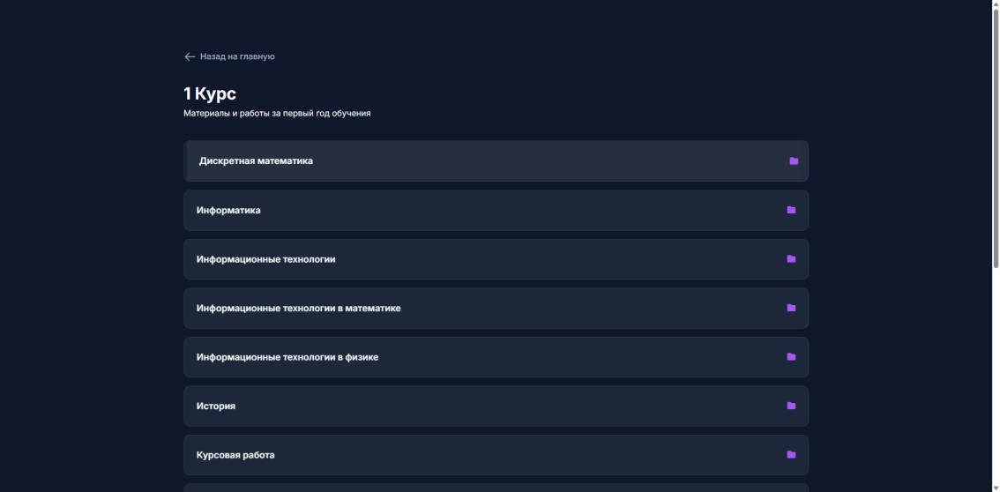 Назад на главную
1 Курс
Материалы и работы за первый год обучения
Дискретная математика
Информатика
Информационные технологии
Информационные технологии в математике
Информационные технологии в физике
История
Курсовая работа